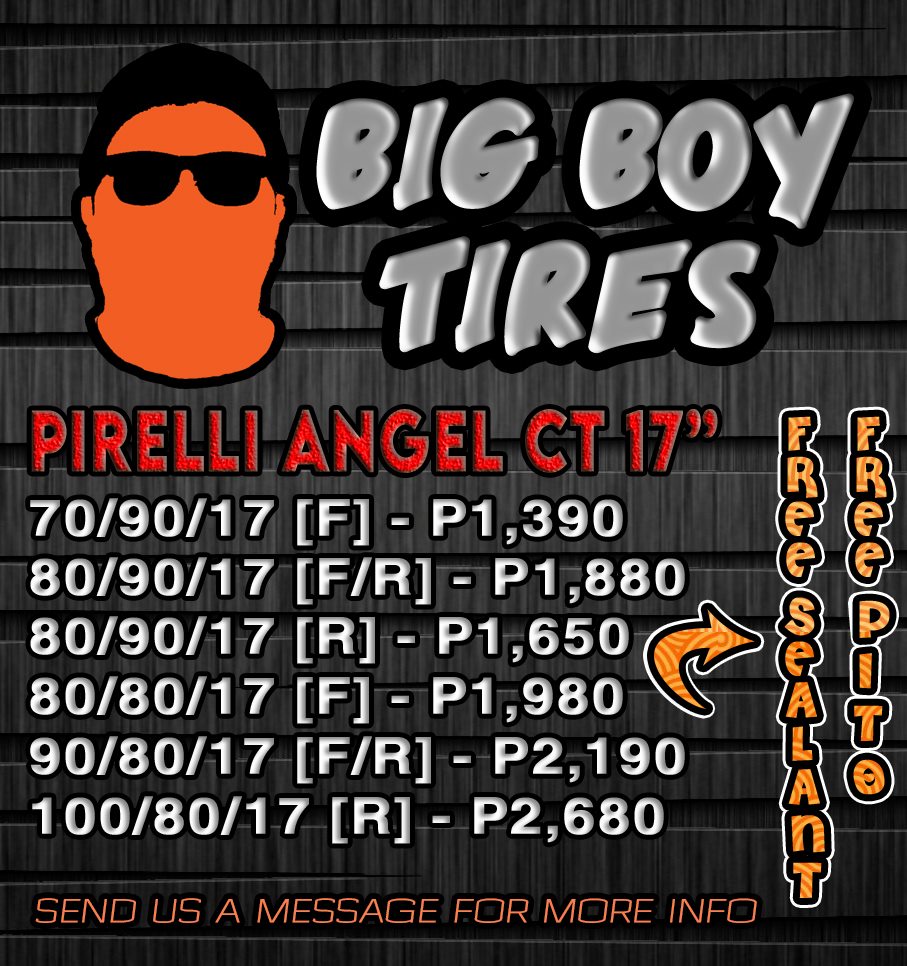 BIG BOY
TIRES
PIRELLI ANGEL CT 17”
70/90/17 [F] - P1,390
80/90/17 [F/R] - P1,880
80/90/17 [R] - P1,650
80/80/17 [F] - P1,980
90/80/17 [F/R] - P2,190
100/80/17 [R] - P2,680
FRee SeALAnT
FRee PITO
SEND US A MESSAGE FOR MORE INFO